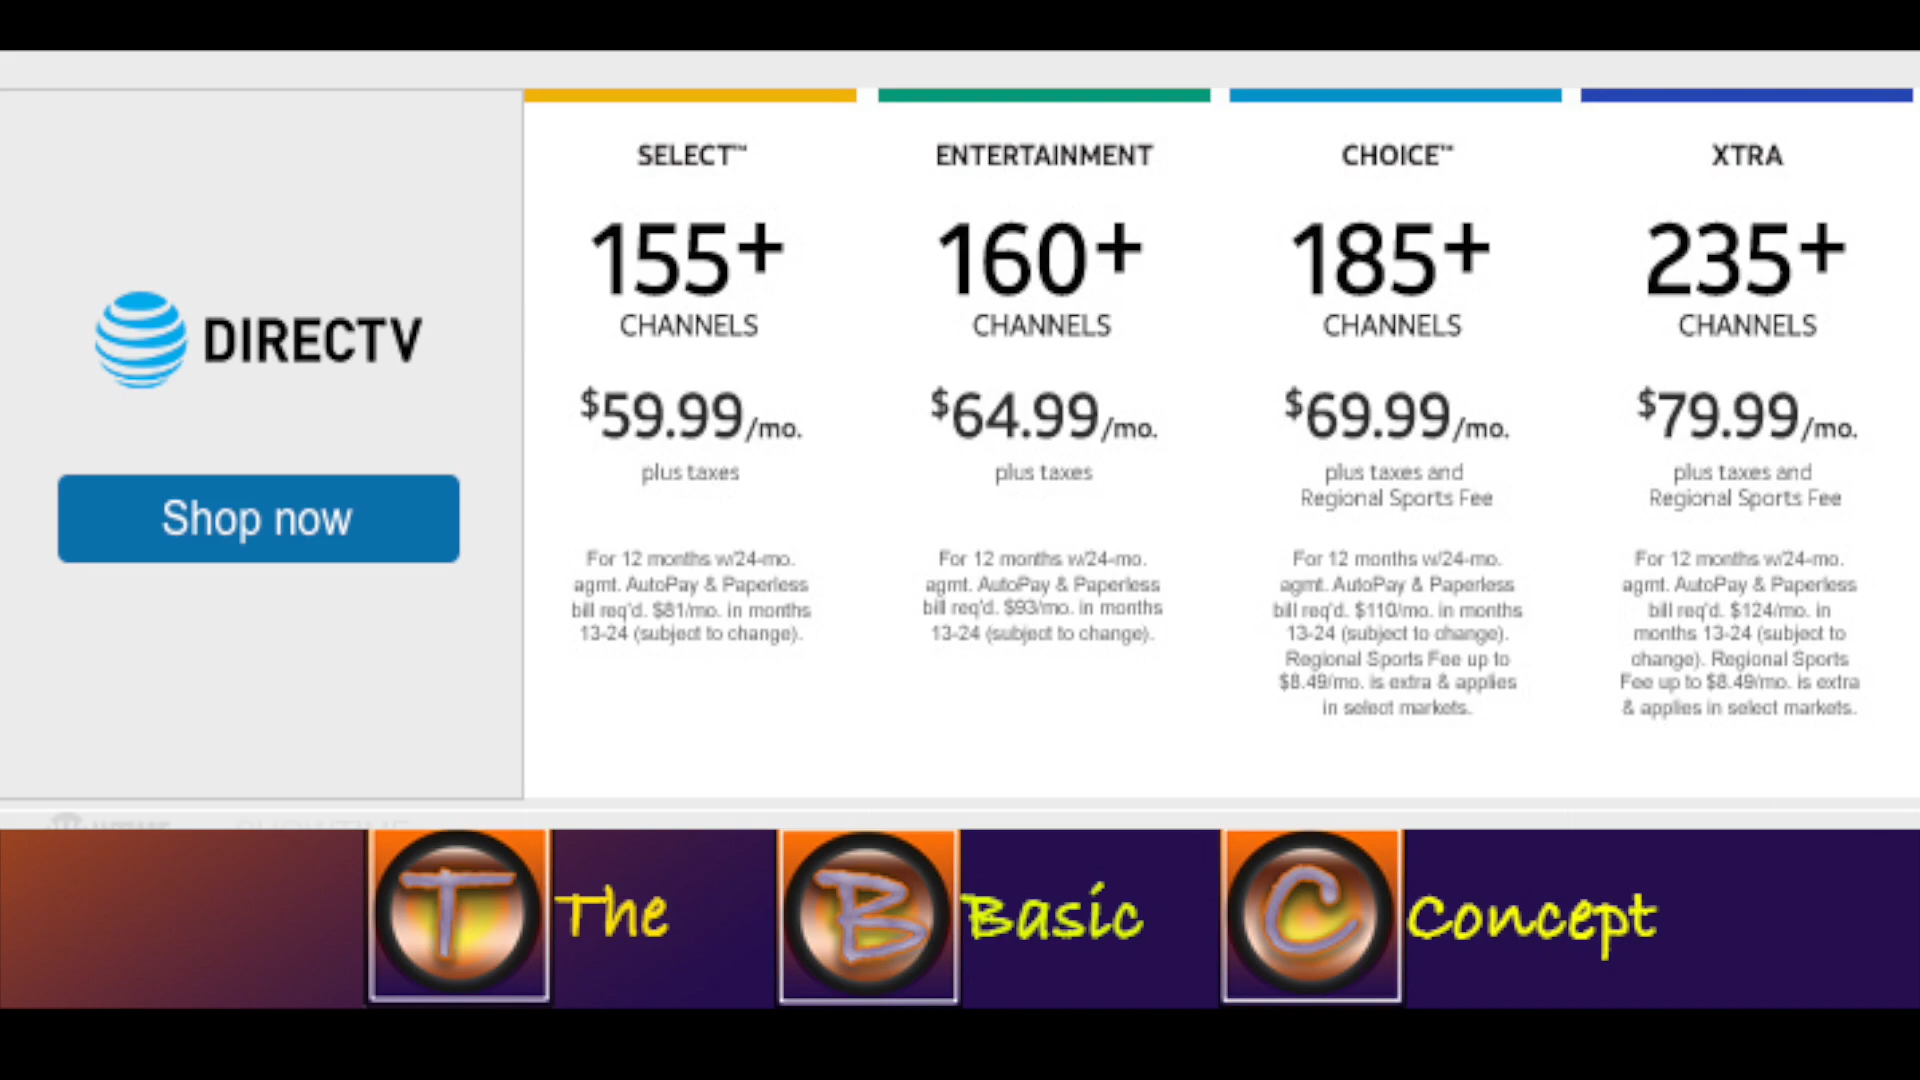 DIRECTV
Shop now
SELECT™
155+
CHANNELS
$59.99/mo.
plus taxes
For 12 months w/24-mo.
agmt. AutoPay & Paperless
bill req'd. $81/mo. in months
13-24 (subject to change).
ENTERTAINMENT
160+
CHANNELS
$64.99/mo.
plus taxes
For 12 months w/24-mo.
agmt. AutoPay & Paperless
bill req'd. $93/mo. in months
13-24 (subject to change).
CHOICE™
185+
CHANNELS
$69.99/mo.
plus taxes and
Regional Sports Fee
For 12 months w/24-mo.
agmt. AutoPay & Paperless
bill req'd. $110/mo. in months
13-24 (subject to change).
Regional Sports Fee up to
$8.49/mo. is extra & applies
in select markets.
XTRA
235+
CHANNELS
$79.99/mo.
plus taxes and
Regional Sports Fee
For 12 months w/24-mo.
agmt. AutoPay & Paperless
bill req'd. $124/mo. in
months 13-24 (subject to
change). Regional Sports
Fee up to $8.49/mo. is extra
& applies in select markets.
T The B Basic C Concept